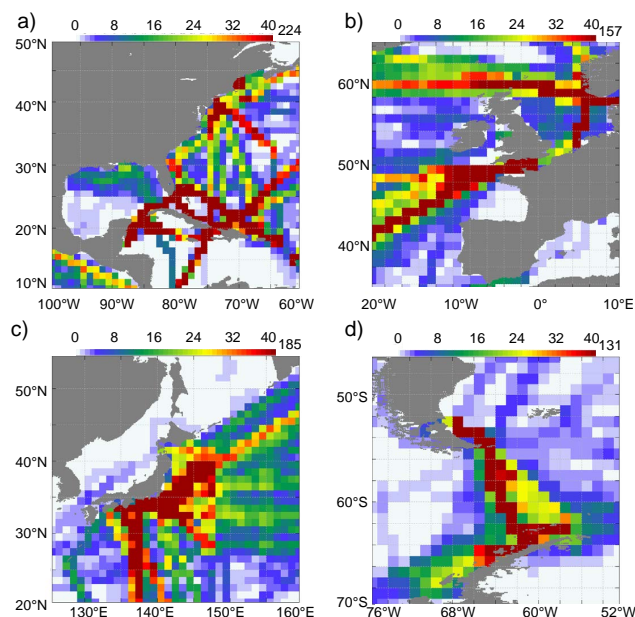 0 8 16 24 32 40 224
a)
50°N
40°N
30°N
20°N
10°N
100°W 90°W 80°W 70°W 60°W
0 8 16 24 32 40 157
b)
60°N
50°N
40°N
20°W 10°W 0° 10°E
0 8 16 24 32 40 185
c)
50°N
40°N
30°N
20°N
130°E 140°E 150°E 160°E
0 8 16 24 32 40 131
d)
50°S
60°S
70°S
76°W 68°W 60°W 52°W